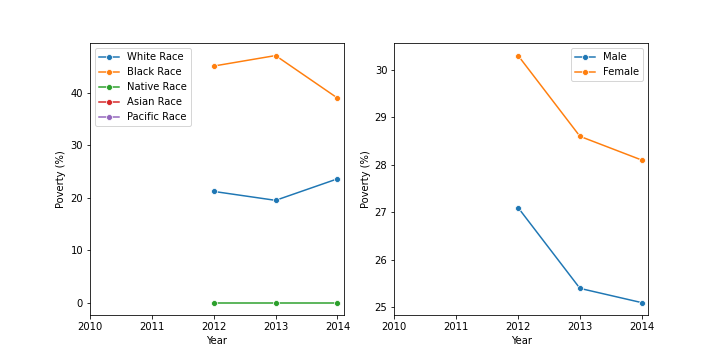 White Race
Black Race
Native Race
Asian Race
Pacific Race
Poverty (%)
40
30
20
10
0
2010 2011 2012 2013 2014
Year
Male
Female
Poverty (%)
30
29
28
27
26
25
2010 2011 2012 2013 2014
Year